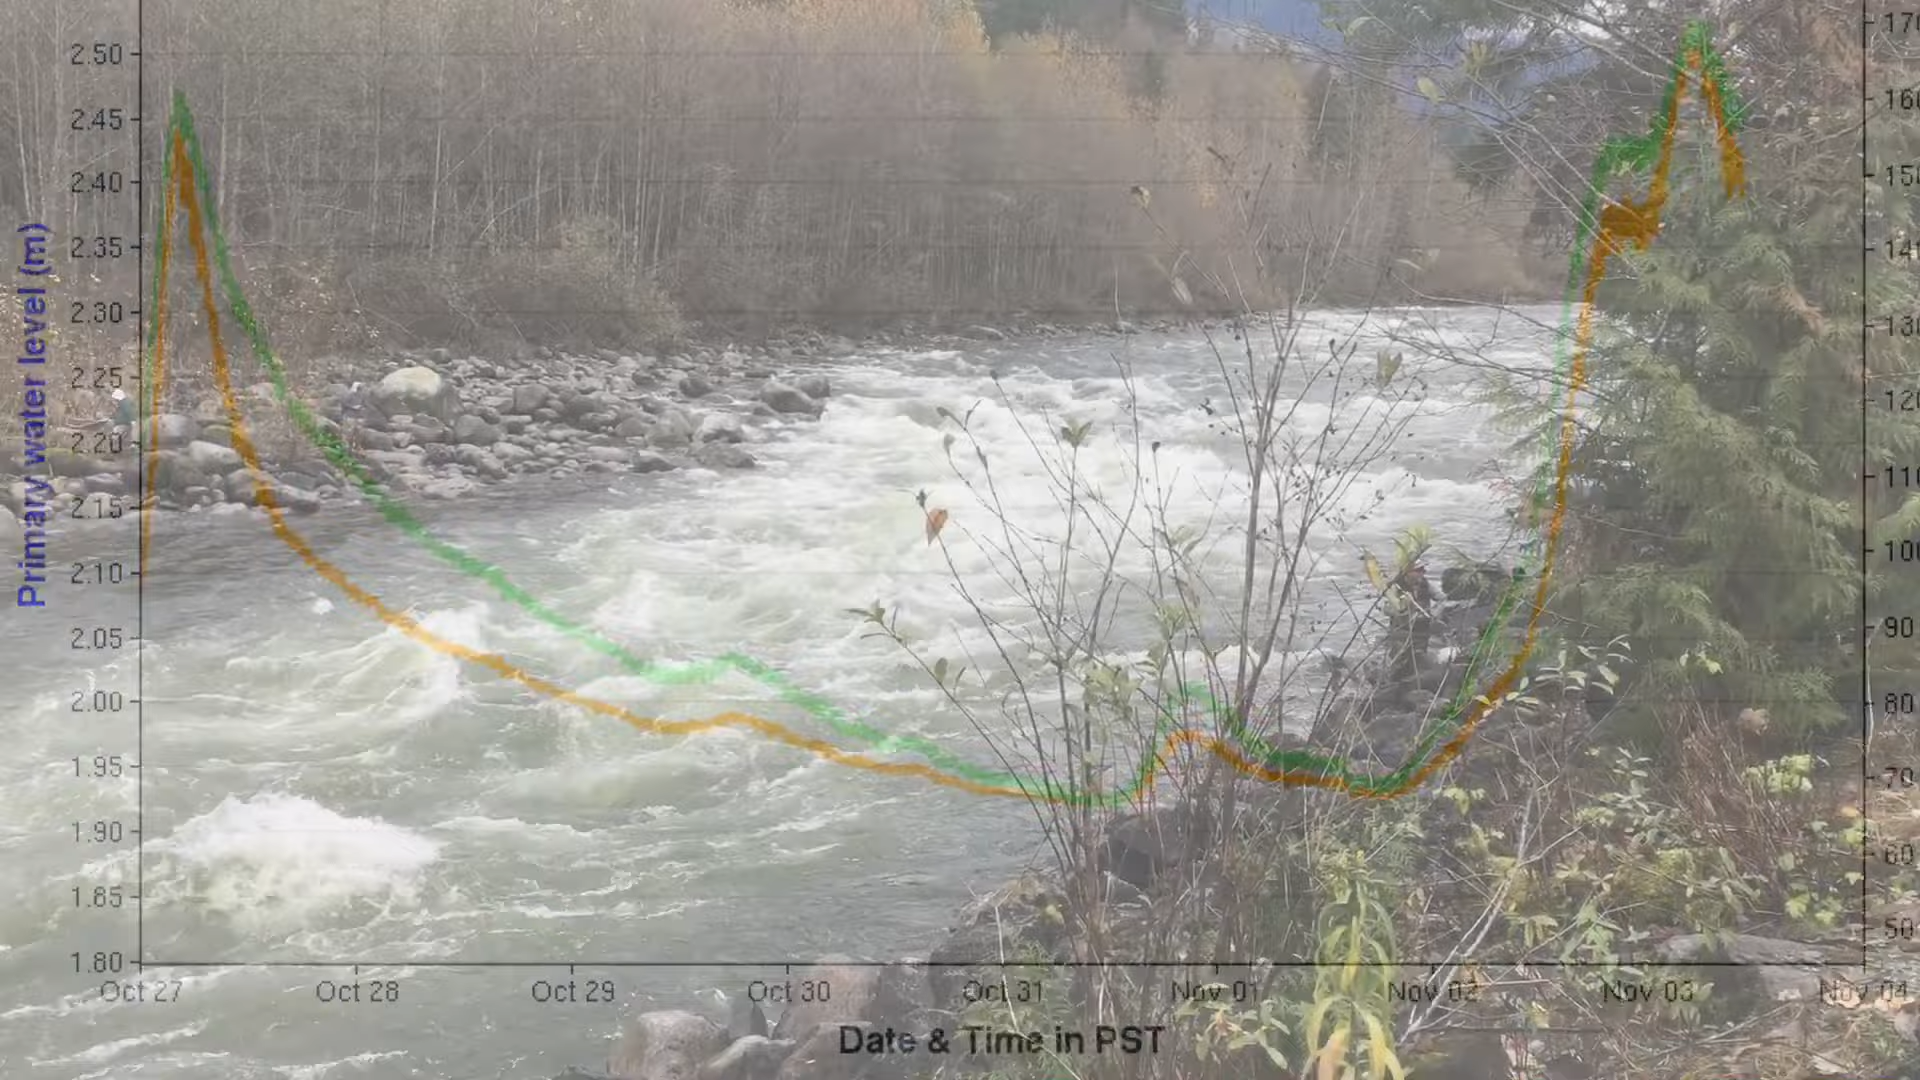 Primary water level (m)
2.50
2.45
2.40
2.35
2.30
2.25
2.20
2.15
2.10
2.05
2.00
1.95
1.90
1.85
1.80
160
150
120
90
80
70
60
50
Oct 27
Oct 28
Oct 29
Oct 30
Oct 31
Nov 01
Nov 02
Nov 03
Nov 04
Date & Time in PST